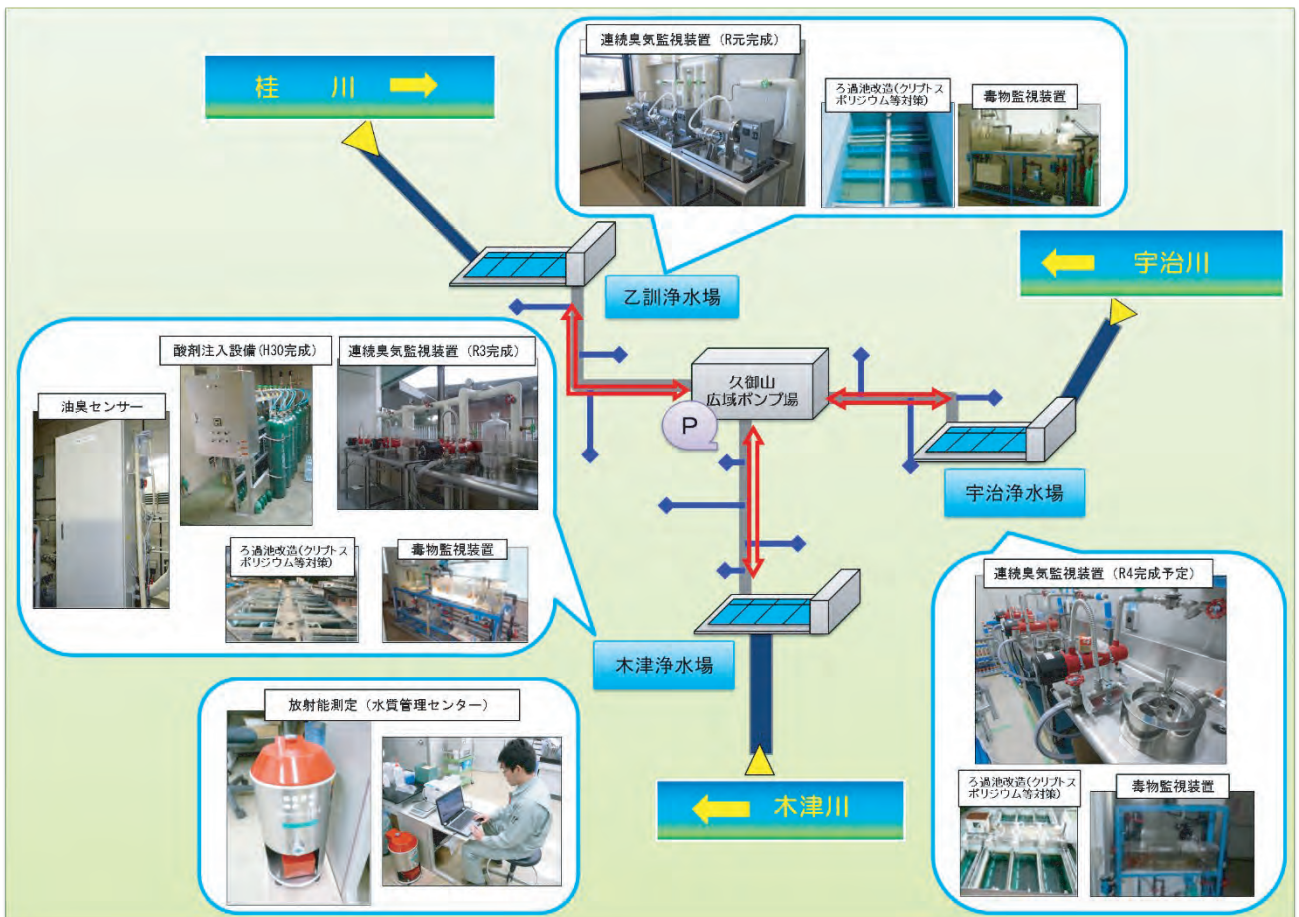 連続臭気監視装置（R元完成）
ろ過池改造(クリプトス
ポリジウム等対策)
毒物監視装置
桂　川
宇治川
乙訓浄水場
酸剤注入設備(H30完成)
連続臭気監視装置（R3完成）
油臭センサー
久御山
広域ポンプ場
P
ろ過池改造(クリプトス
ポリジウム等対策)
毒物監視装置
宇治浄水場
木津浄水場
連続臭気監視装置（R4完成予定）
放射能測定（水質管理センター）
木津川
ろ過池改造(クリプトス
ポリジウム等対策)
毒物監視装置